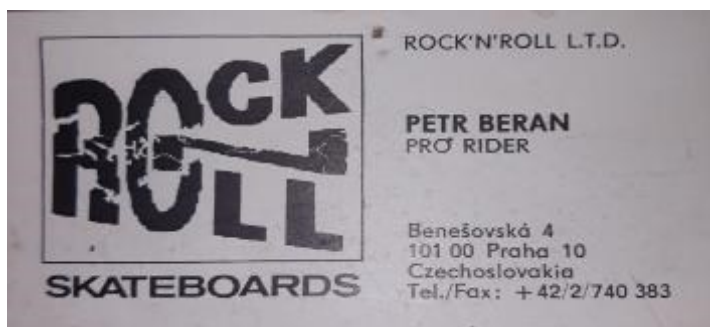 ROCK
ROLL
SKATEBOARDS
ROCK'N'ROLL L.T.D.
PETR BERAN
PRO RIDER
Benešovská 4
101 00 Praha 10
Czechoslovakia
Tel./Fax: +42/2/740 383